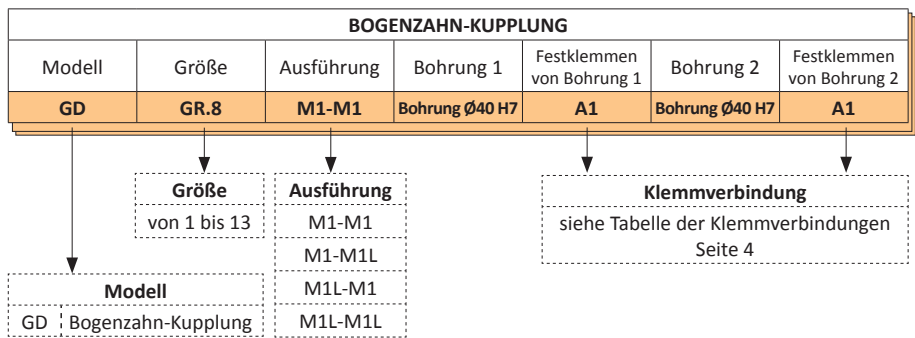 BOGENZAHN-KUPPLUNG
Modell Größe Ausführung Bohrung 1 Festklemmen von Bohrung 1 Bohrung 2 Festklemmen von Bohrung 2
GD GR.8 M1-M1 Bohrung Ø40 H7 A1 Bohrung Ø40 H7 A1
Größe
von 1 bis 13
Ausführung
M1-M1
M1-M1L
M1L-M1
M1L-M1L
Klemmverbindung
siehe Tabelle der Klemmverbindungen
Seite 4
Modell
GD Bogenzahn-Kupplung